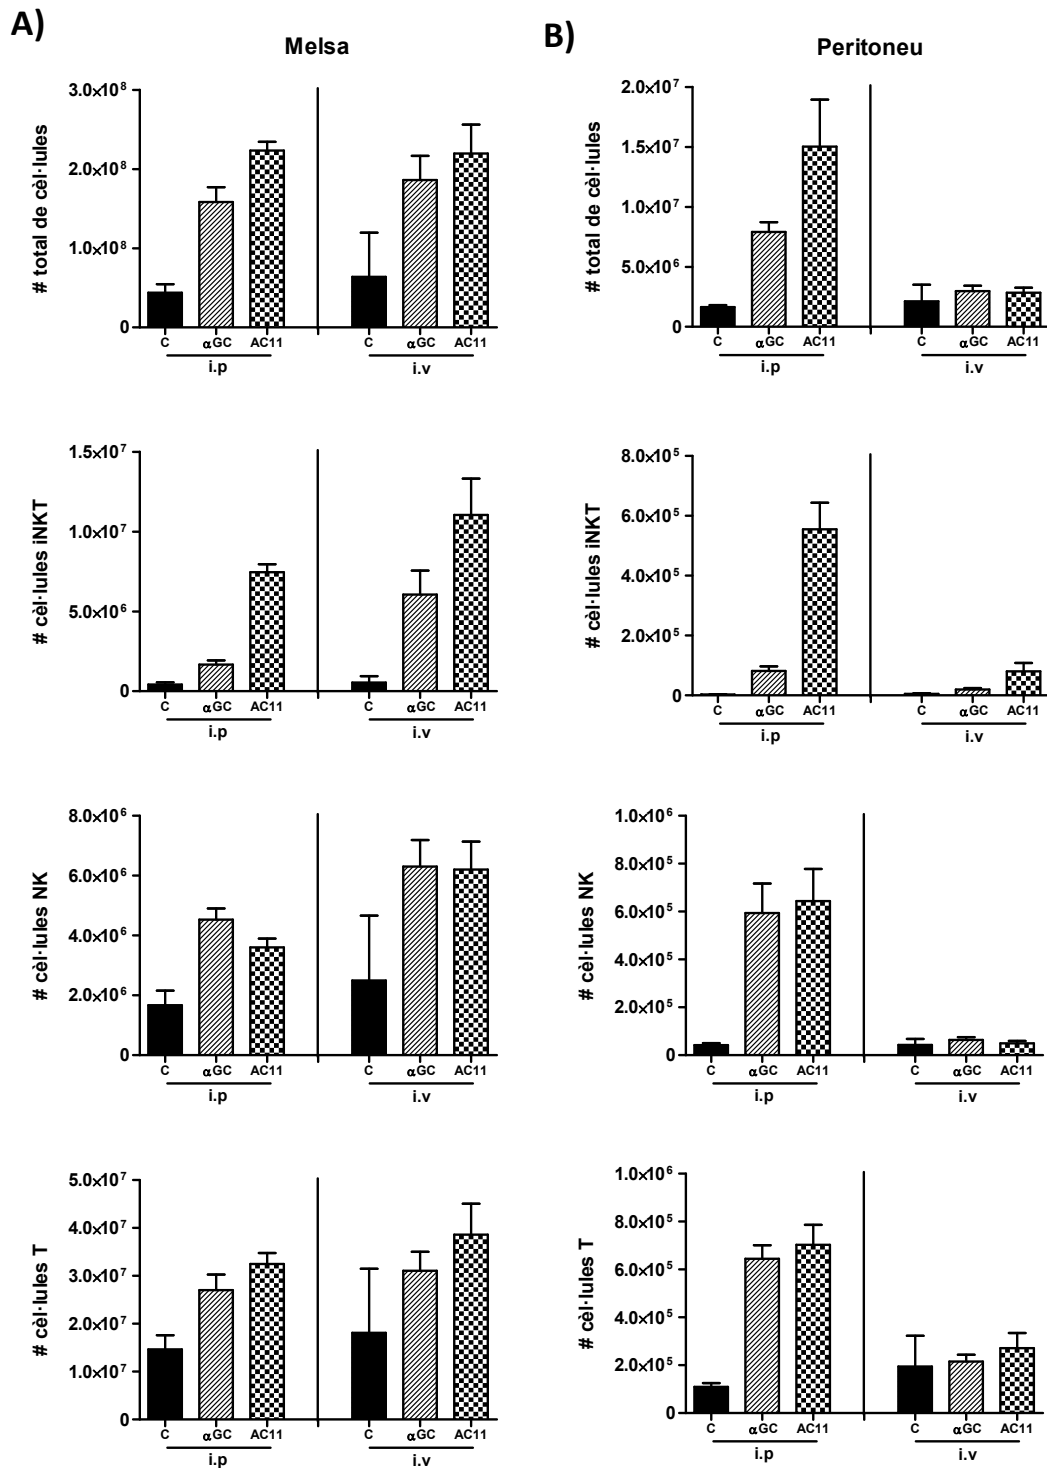 A)
Melsa
# total de cèl·lules
3.0×10⁸
2.0×10⁸
1.0×10⁸
0
C αGC AC11 C αGC AC11
i.p i.v
# cèl·lules iNKT
1.5×10⁷
1.0×10⁷
5.0×10⁶
0
C αGC AC11 C αGC AC11
i.p i.v
# cèl·lules NK
8.0×10⁶
6.0×10⁶
4.0×10⁶
2.0×10⁶
0
C αGC AC11 C αGC AC11
i.p i.v
# cèl·lules T
5.0×10⁷
4.0×10⁷
3.0×10⁷
2.0×10⁷
1.0×10⁷
0
C αGC AC11 C αGC AC11
i.p i.v
B)
Peritoneu
# total de cèl·lules
2.0×10⁷
1.5×10⁷
1.0×10⁷
5.0×10⁶
0
C αGC AC11 C αGC AC11
i.p i.v
# cèl·lules iNKT
8.0×10⁵
6.0×10⁵
4.0×10⁵
2.0×10⁵
0
C αGC AC11 C αGC AC11
i.p i.v
# cèl·lules NK
1.0×10⁶
8.0×10⁵
6.0×10⁵
4.0×10⁵
2.0×10⁵
0
C αGC AC11 C αGC AC11
i.p i.v
# cèl·lules T
1.0×10⁶
8.0×10⁵
6.0×10⁵
4.0×10⁵
2.0×10⁵
0
C αGC AC11 C αGC AC11
i.p i.v